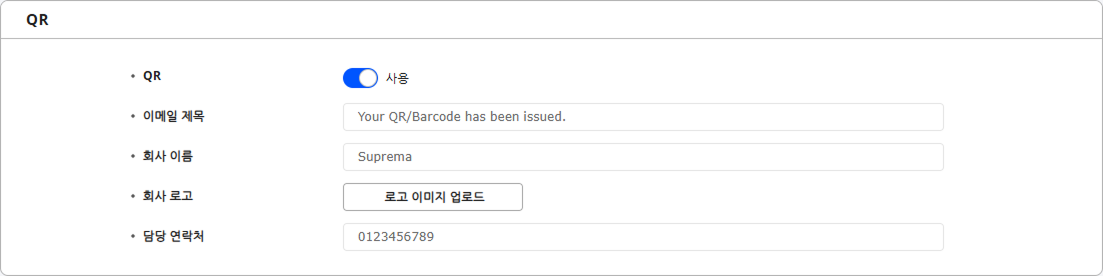 QR
• QR 사용
• 이메일 제목 Your QR/Barcode has been issued.
• 회사 이름 Suprema
• 회사 로고 로고 이미지 업로드
• 담당 연락처 0123456789